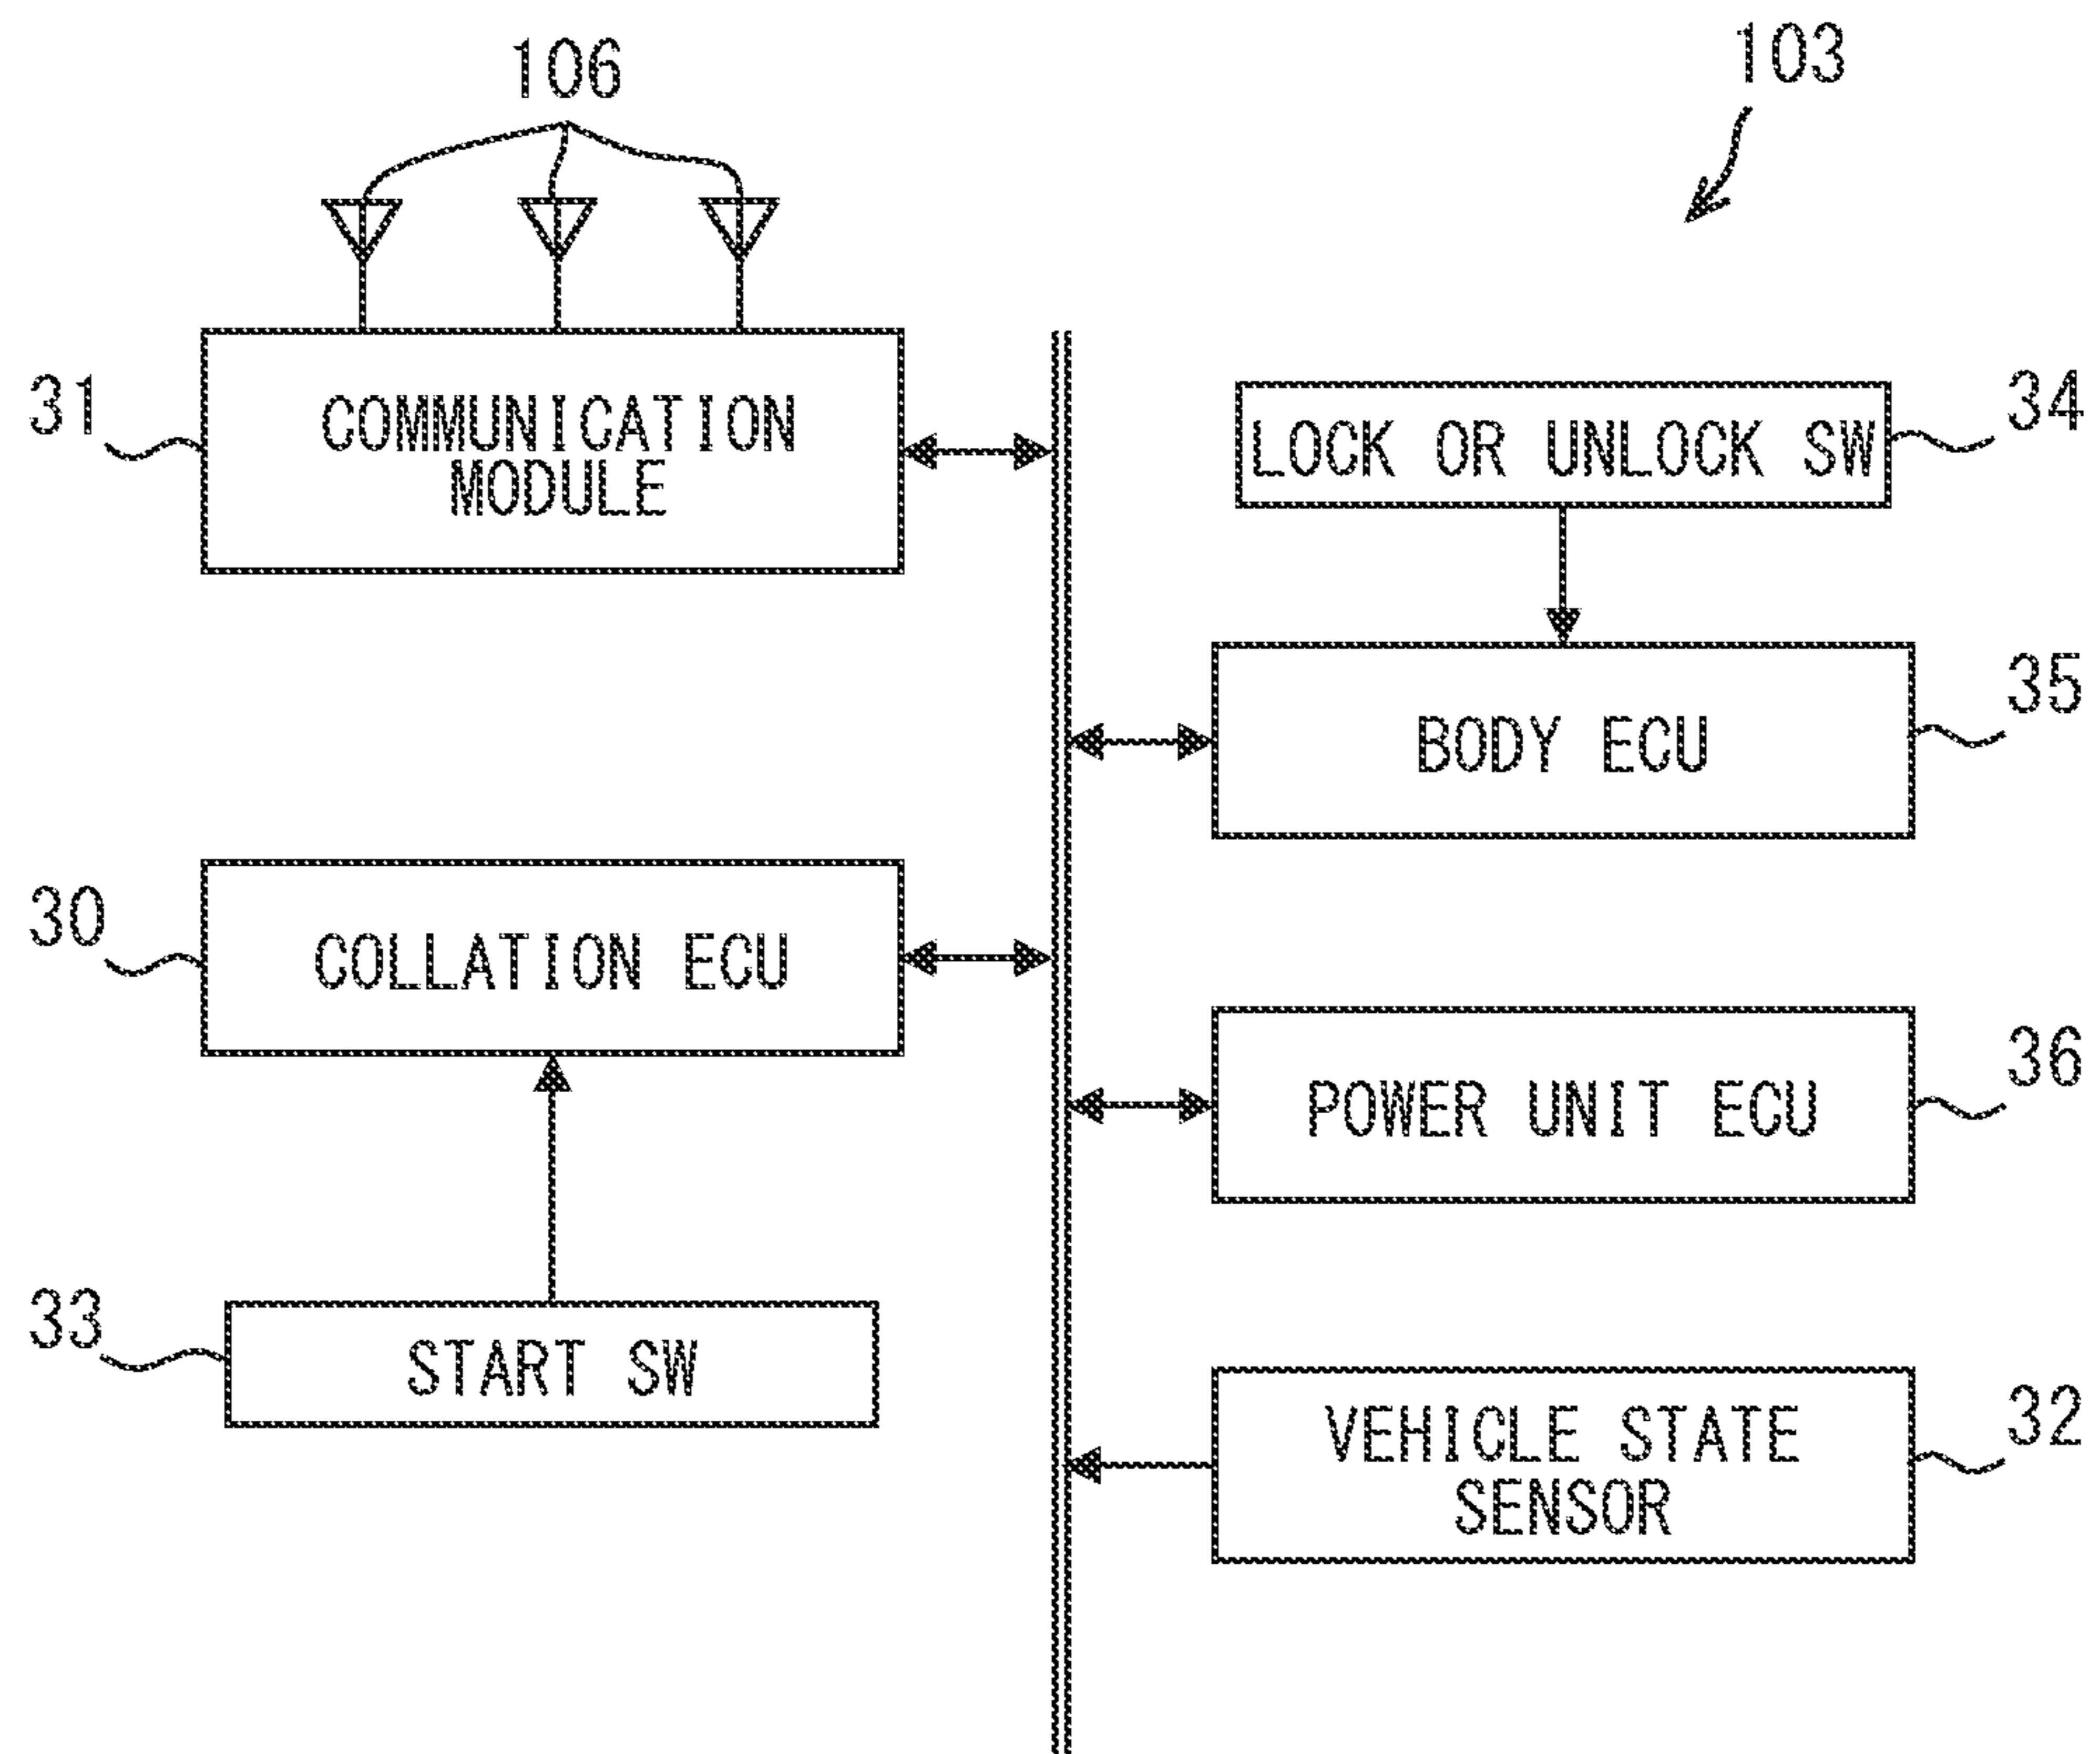 106
103
31
COMMUNICATION
MODULE
34
LOCK OR UNLOCK SW
35
BODY ECU
30
COLLATION ECU
36
POWER UNIT ECU
33
START SW
32
VEHICLE STATE
SENSOR